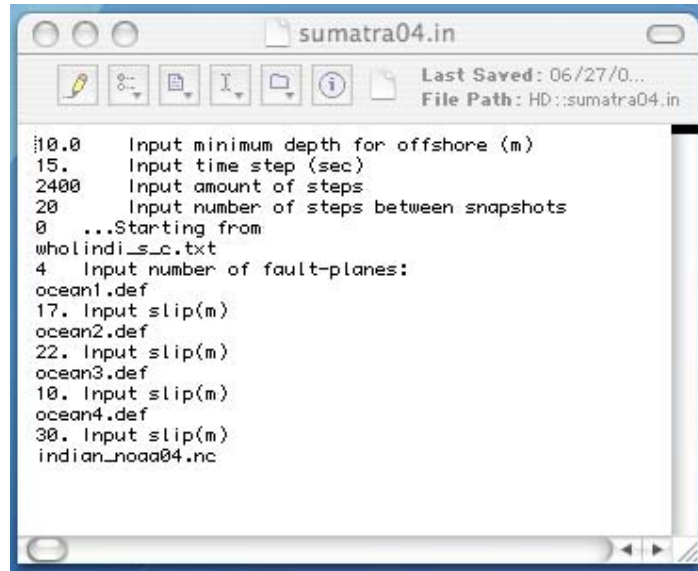 sumatra04.in
Last Saved: 06/27/0...
File Path: HD::sumatra04.in
10.0 Input minimum depth for offshore (m)
15. Input time step (sec)
2400 Input amount of steps
20 Input number of steps between snapshots
0 ...Starting from
wholindi_s_c.txt
4 Input number of fault-planes:
ocean1.def
17. Input slip(m)
ocean2.def
22. Input slip(m)
ocean3.def
10. Input slip(m)
ocean4.def
30. Input slip(m)
indian_noaa04.nc